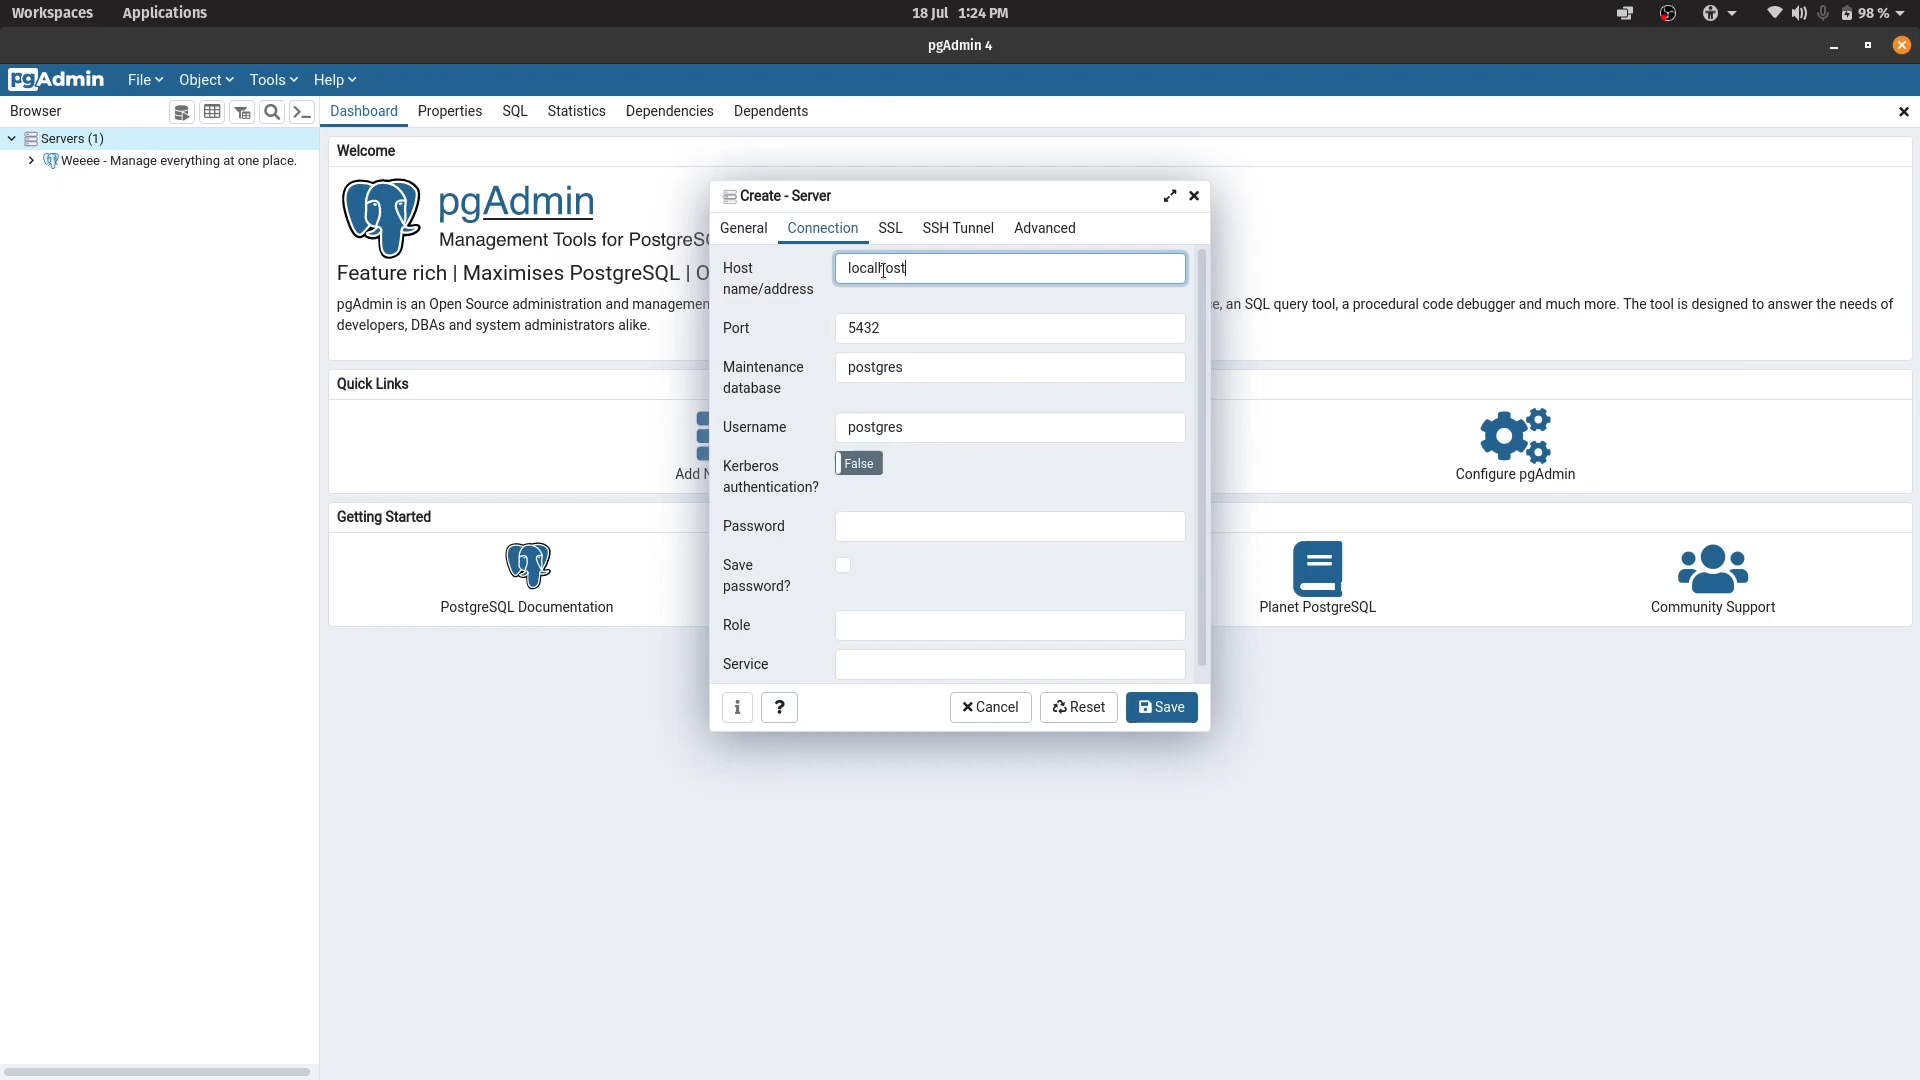 Workspaces Applications 18 Jul 1:24 PM 98 %
pgAdmin 4
pgAdmin File Object Tools Help
Browser Dashboard Properties SQL Statistics Dependencies Dependents
Servers (1)
Weeee - Manage everything at one place.
Welcome
pgAdmin
Management Tools for PostgreSQ
Feature rich | Maximises PostgreSQL | O
pgAdmin is an Open Source administration and managemen
e, an SQL query tool, a procedural code debugger and much more. The tool is designed to answer the needs of
developers, DBAs and system administrators alike.
Quick Links
Add N
Configure pgAdmin
Getting Started
PostgreSQL Documentation
Planet PostgreSQL
Community Support
Create - Server
General Connection SSL SSH Tunnel Advanced
Host name/address localhost
Port 5432
Maintenance database postgres
Username postgres
Kerberos authentication? False
Password
Save password?
Role
Service
i ? Cancel Reset Save